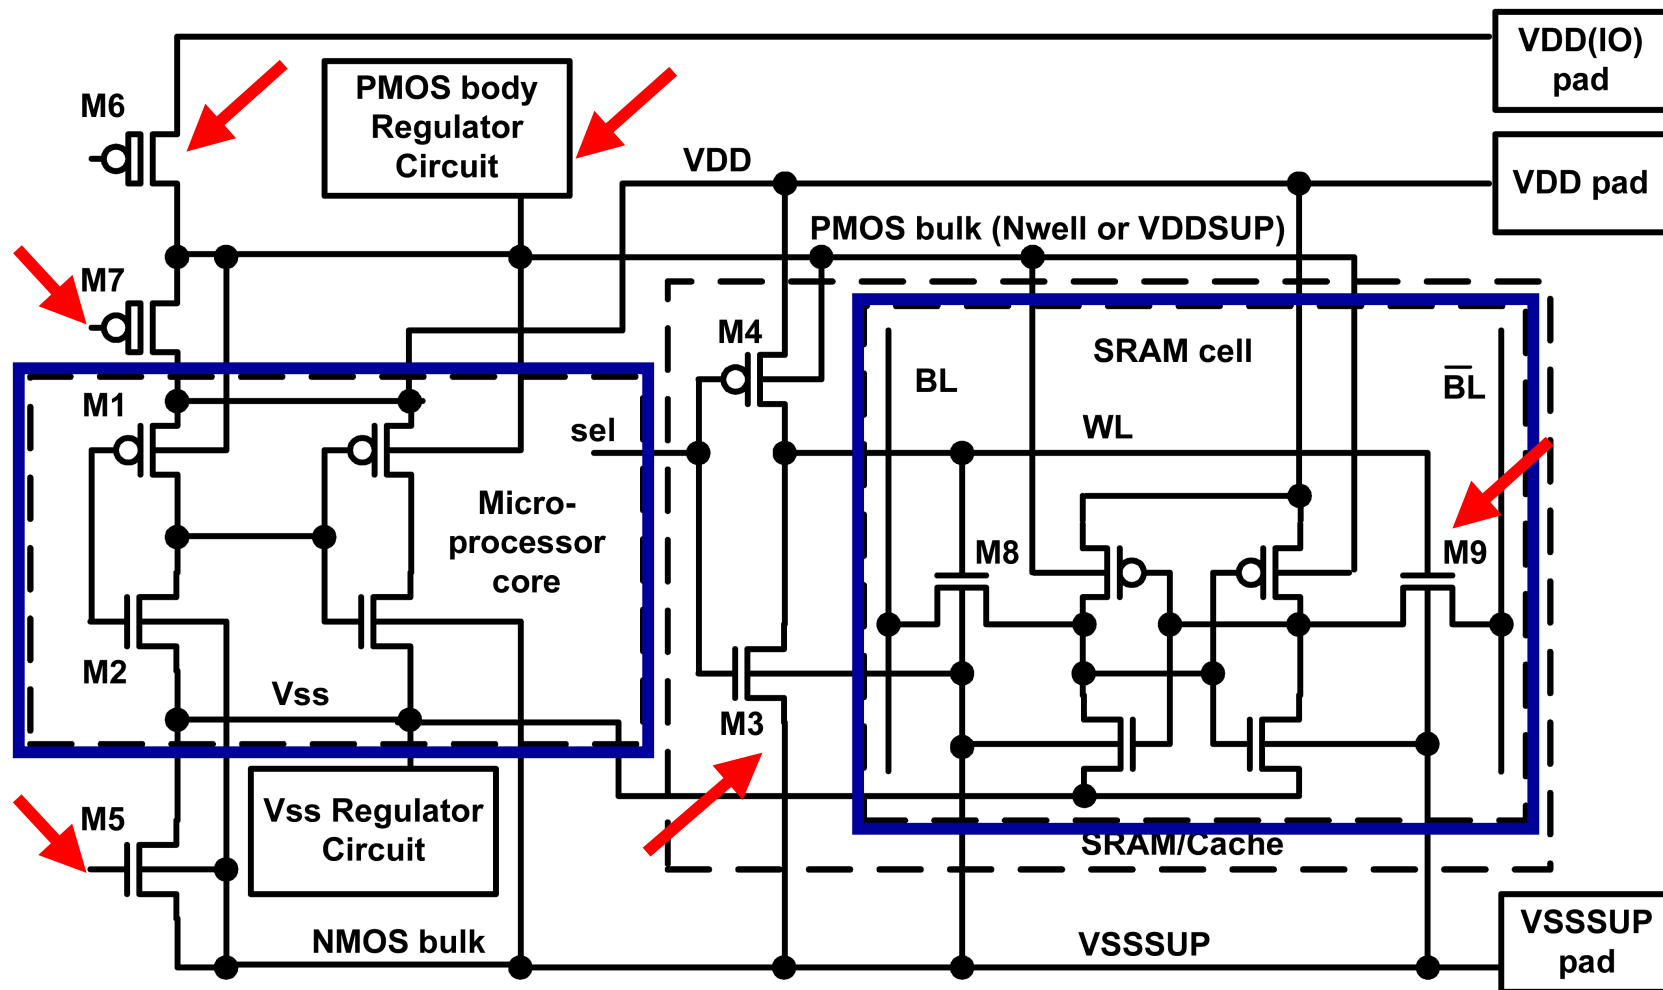 VDD(IO)
pad
M6
PMOS body
Regulator
Circuit
VDD
VDD pad
PMOS bulk (Nwell or VDDSUP)
M7
M4
SRAM cell
BL
BL
M1
sel
WL
Micro-
processor
core
M8
M9
M2
Vss
M3
Vss Regulator
Circuit
M5
SRAM/Cache
NMOS bulk
VSSSUP
VSSSUP
pad